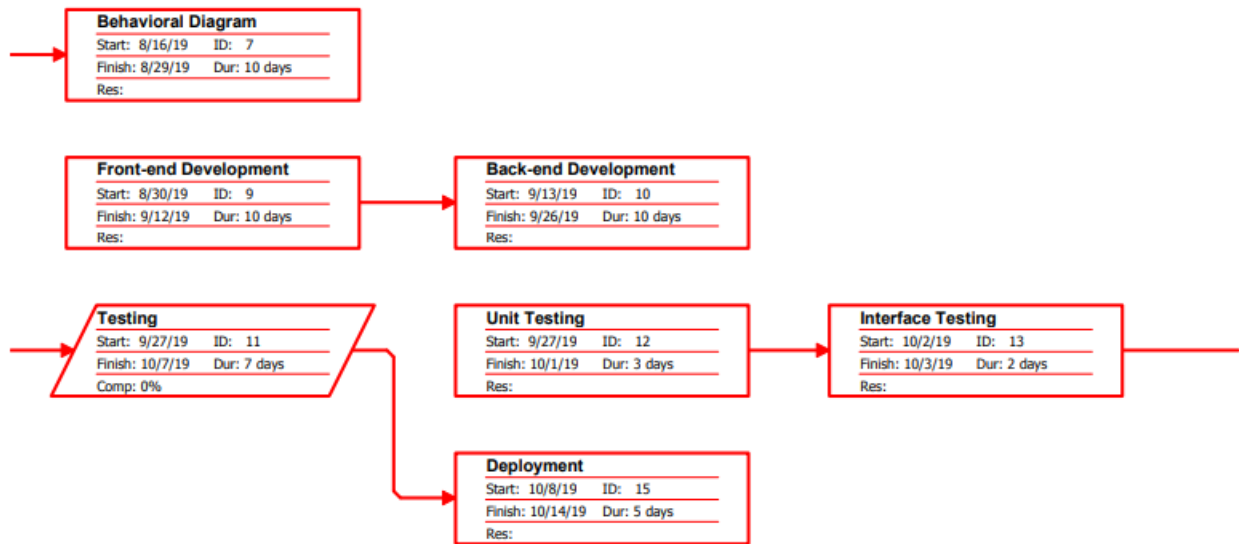 Behavioral Diagram
Start: 8/16/19 ID: 7
Finish: 8/29/19 Dur: 10 days
Res:
Front-end Development
Start: 8/30/19 ID: 9
Finish: 9/12/19 Dur: 10 days
Res:
Back-end Development
Start: 9/13/19 ID: 10
Finish: 9/26/19 Dur: 10 days
Res:
Testing
Start: 9/27/19 ID: 11
Finish: 10/7/19 Dur: 7 days
Comp: 0%
Unit Testing
Start: 9/27/19 ID: 12
Finish: 10/1/19 Dur: 3 days
Res:
Interface Testing
Start: 10/2/19 ID: 13
Finish: 10/3/19 Dur: 2 days
Res:
Deployment
Start: 10/8/19 ID: 15
Finish: 10/14/19 Dur: 5 days
Res: